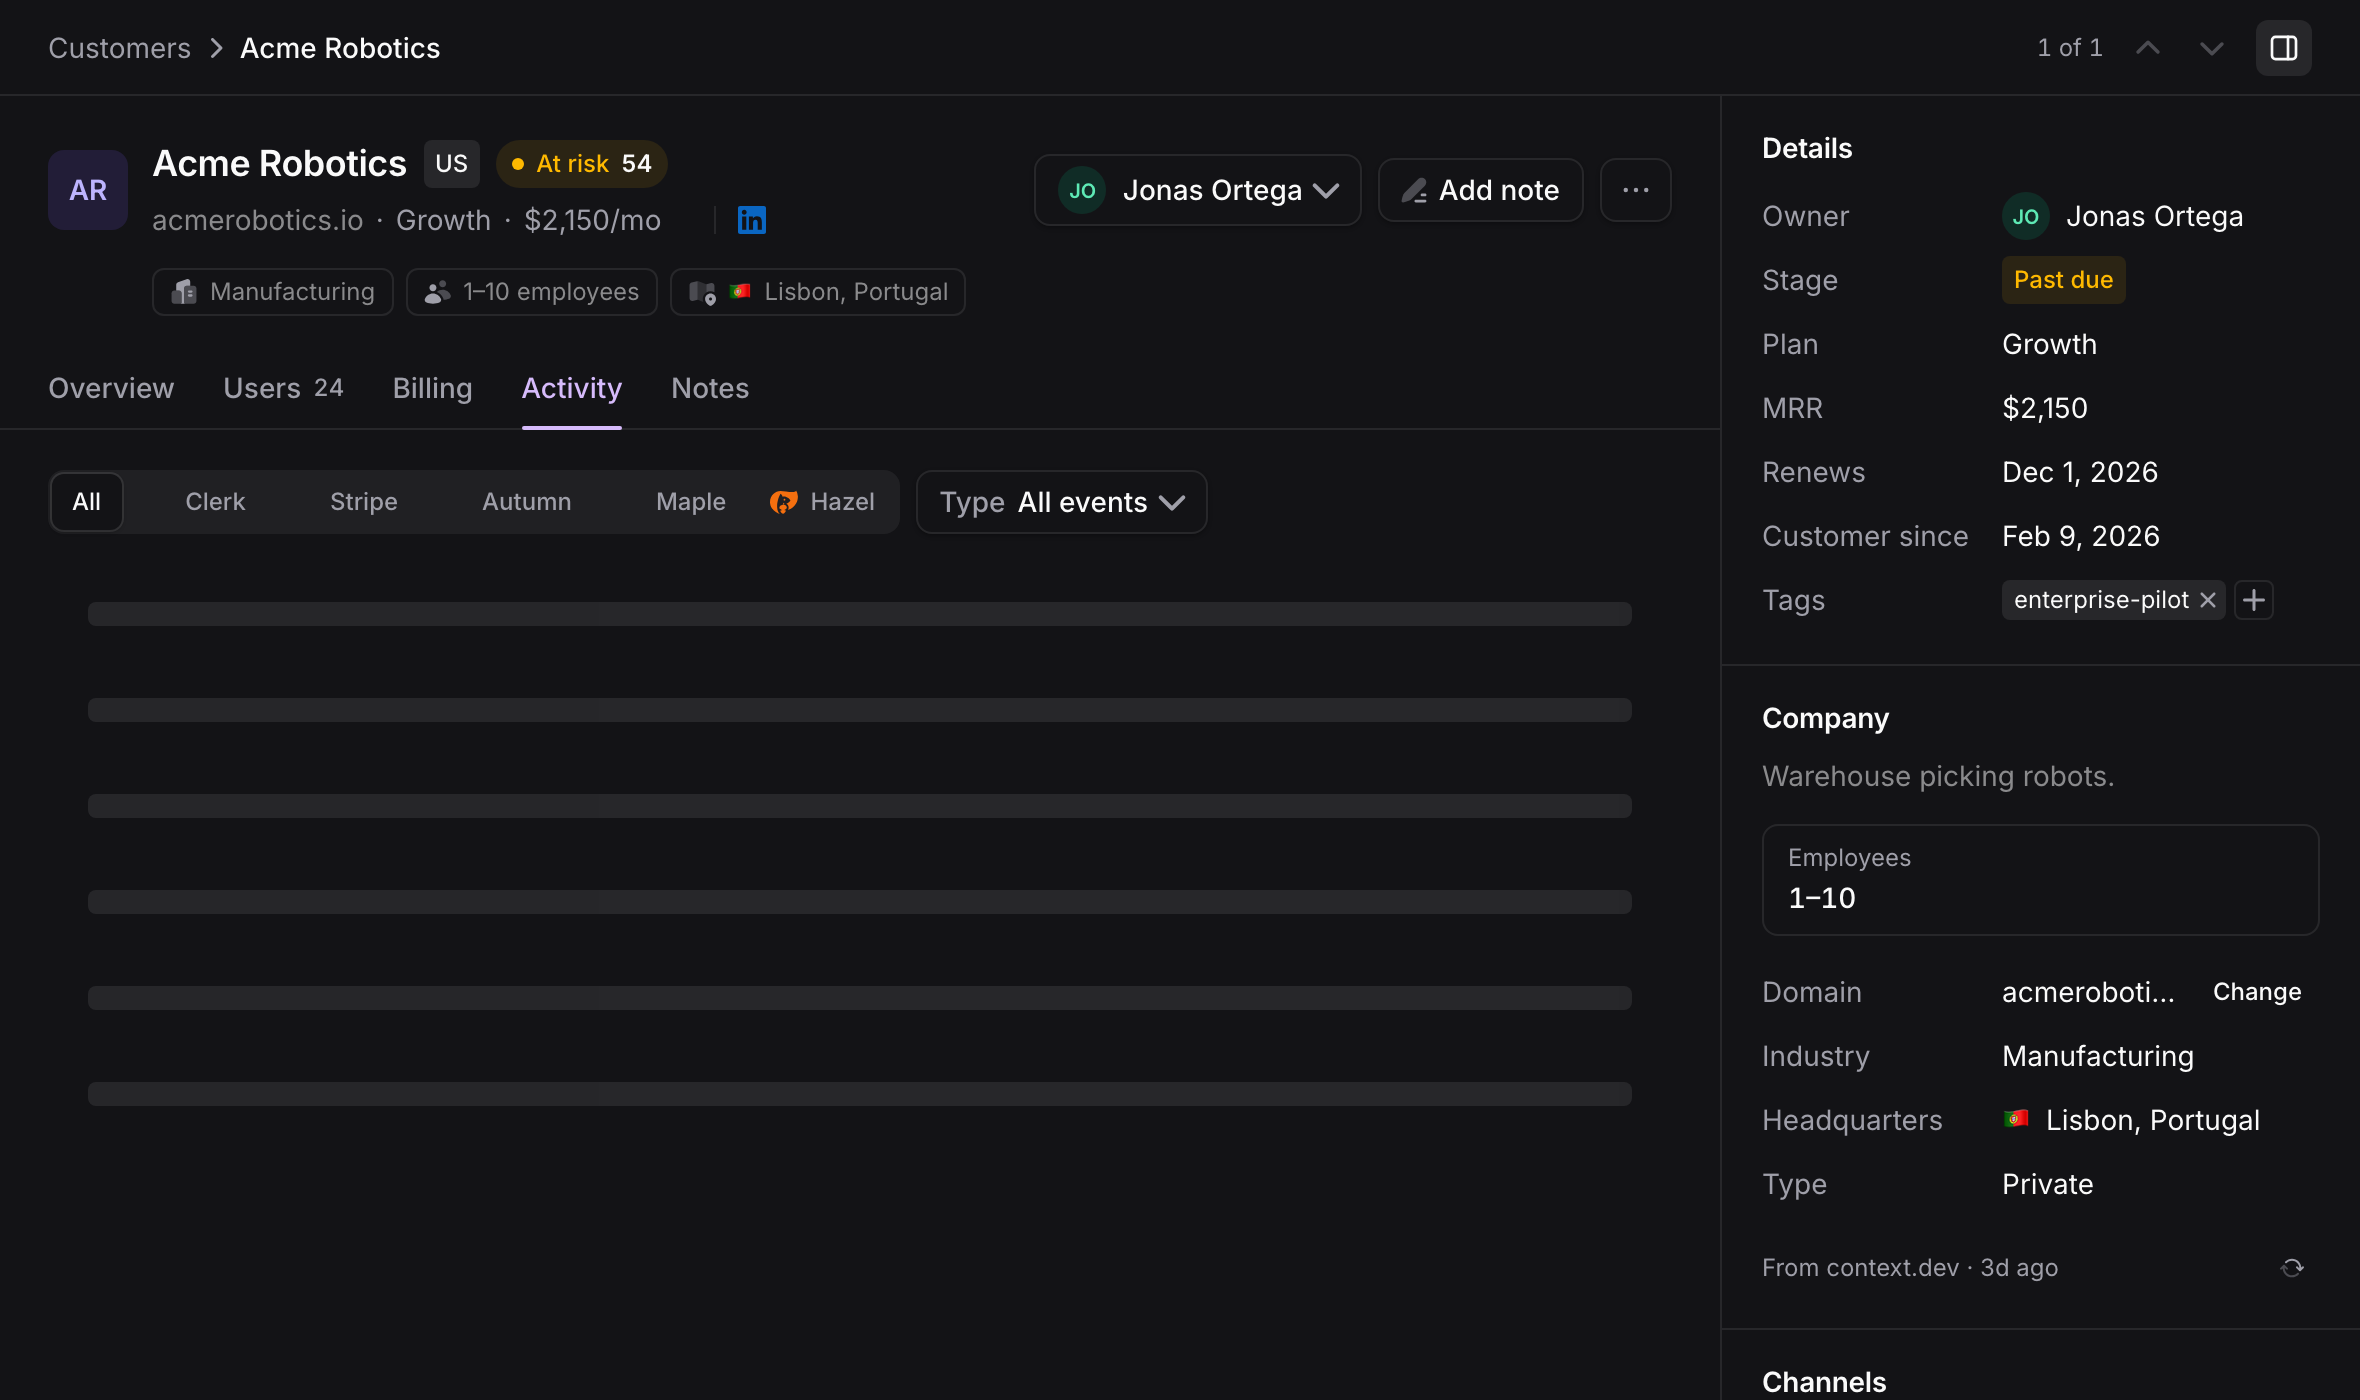 Customers > Acme Robotics
1 of 1
AR
Acme Robotics US At risk 54
acmerobotics.io · Growth · $2,150/mo in
Manufacturing 1–10 employees Lisbon, Portugal
JO Jonas Ortega Add note ...
Overview Users 24 Billing Activity Notes
All Clerk Stripe Autumn Maple Hazel Type All events
Details
Owner JO Jonas Ortega
Stage Past due
Plan Growth
MRR $2,150
Renews Dec 1, 2026
Customer since Feb 9, 2026
Tags enterprise-pilot
Company
Warehouse picking robots.
Employees
1–10
Domain acmeroboti... Change
Industry Manufacturing
Headquarters Lisbon, Portugal
Type Private
From context.dev · 3d ago
Channels